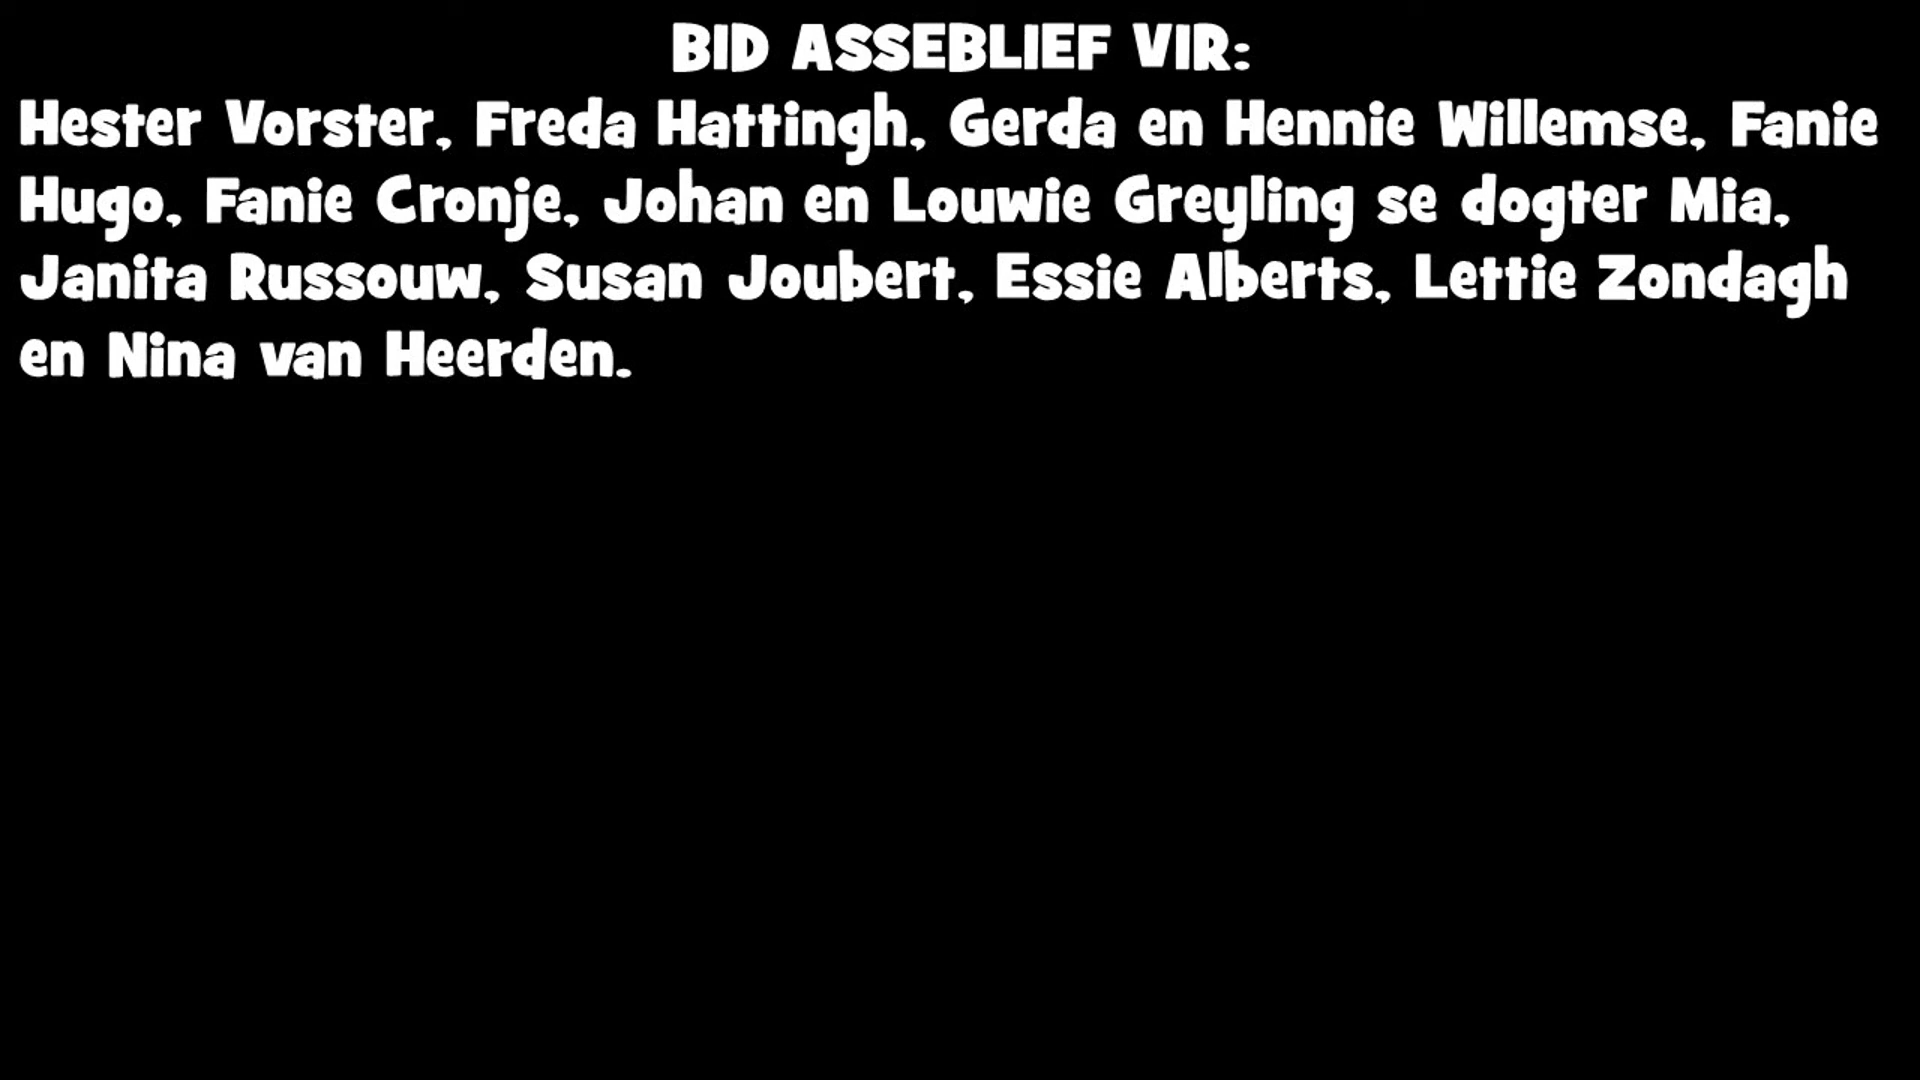 BID ASSEBLIEF VIR:
Hester Vorster, Freda Hattingh, Gerda en Hennie Willemse, Fanie
Hugo, Fanie Cronje, Johan en Louwie Greyling se dogter Mia,
Janita Russouw, Susan Joubert, Essie Alberts, Lettie Zondagh
en Nina van Heerden.